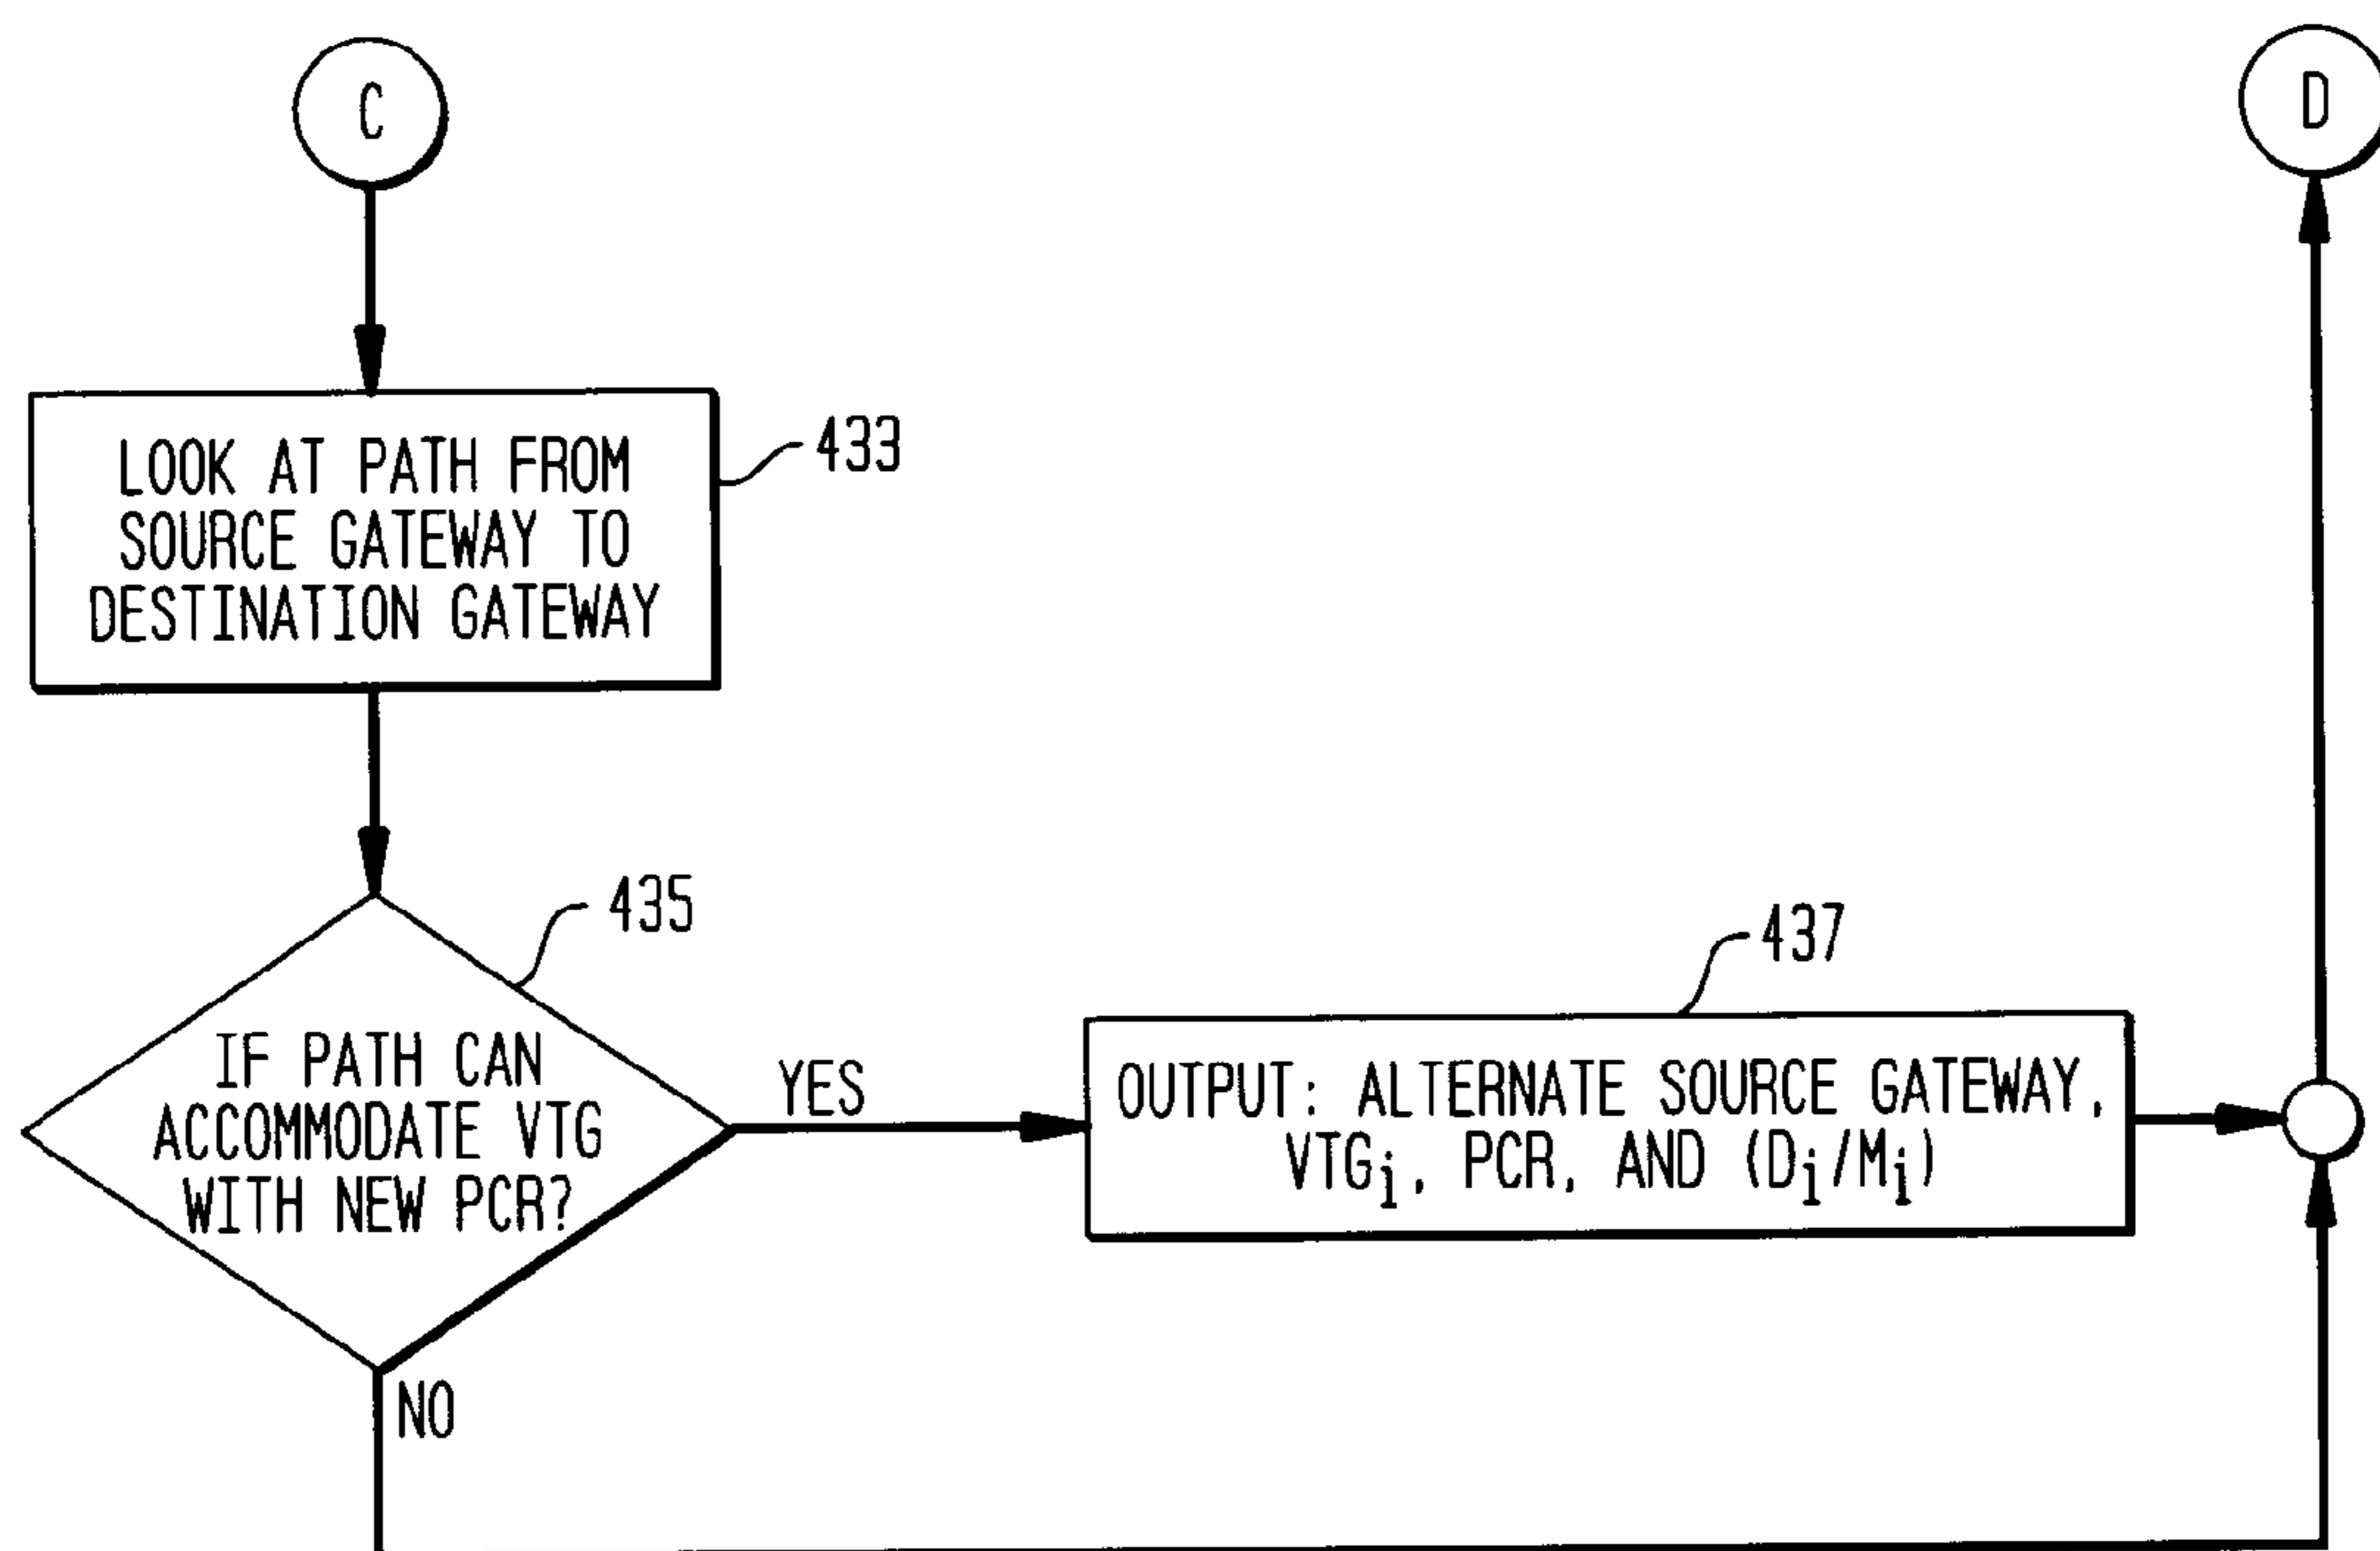 C
D
LOOK AT PATH FROM
SOURCE GATEWAY TO
DESTINATION GATEWAY
433
435
IF PATH CAN
ACCOMMODATE VTG
WITH NEW PCR?
YES
437
OUTPUT: ALTERNATE SOURCE GATEWAY,
VTGi, PCR, AND (Di/Mi)
NO